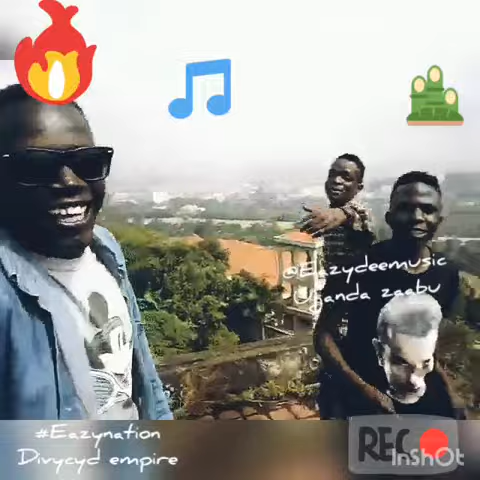 @Eazydeemusic
Uganda zaabu
#Eazynation
Divycyd empire
REC
InShOt